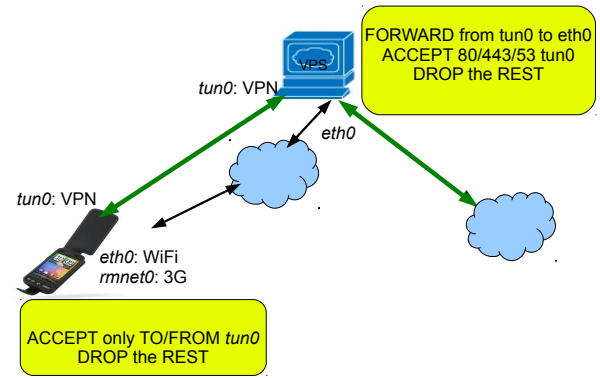 FORWARD from tun0 to eth0
ACCEPT 80/443/53 tun0
DROP the REST
VPS
tun0: VPN
eth0
tun0: VPN
eth0: WiFi
rmnet0: 3G
ACCEPT only TO/FROM tun0
DROP the REST